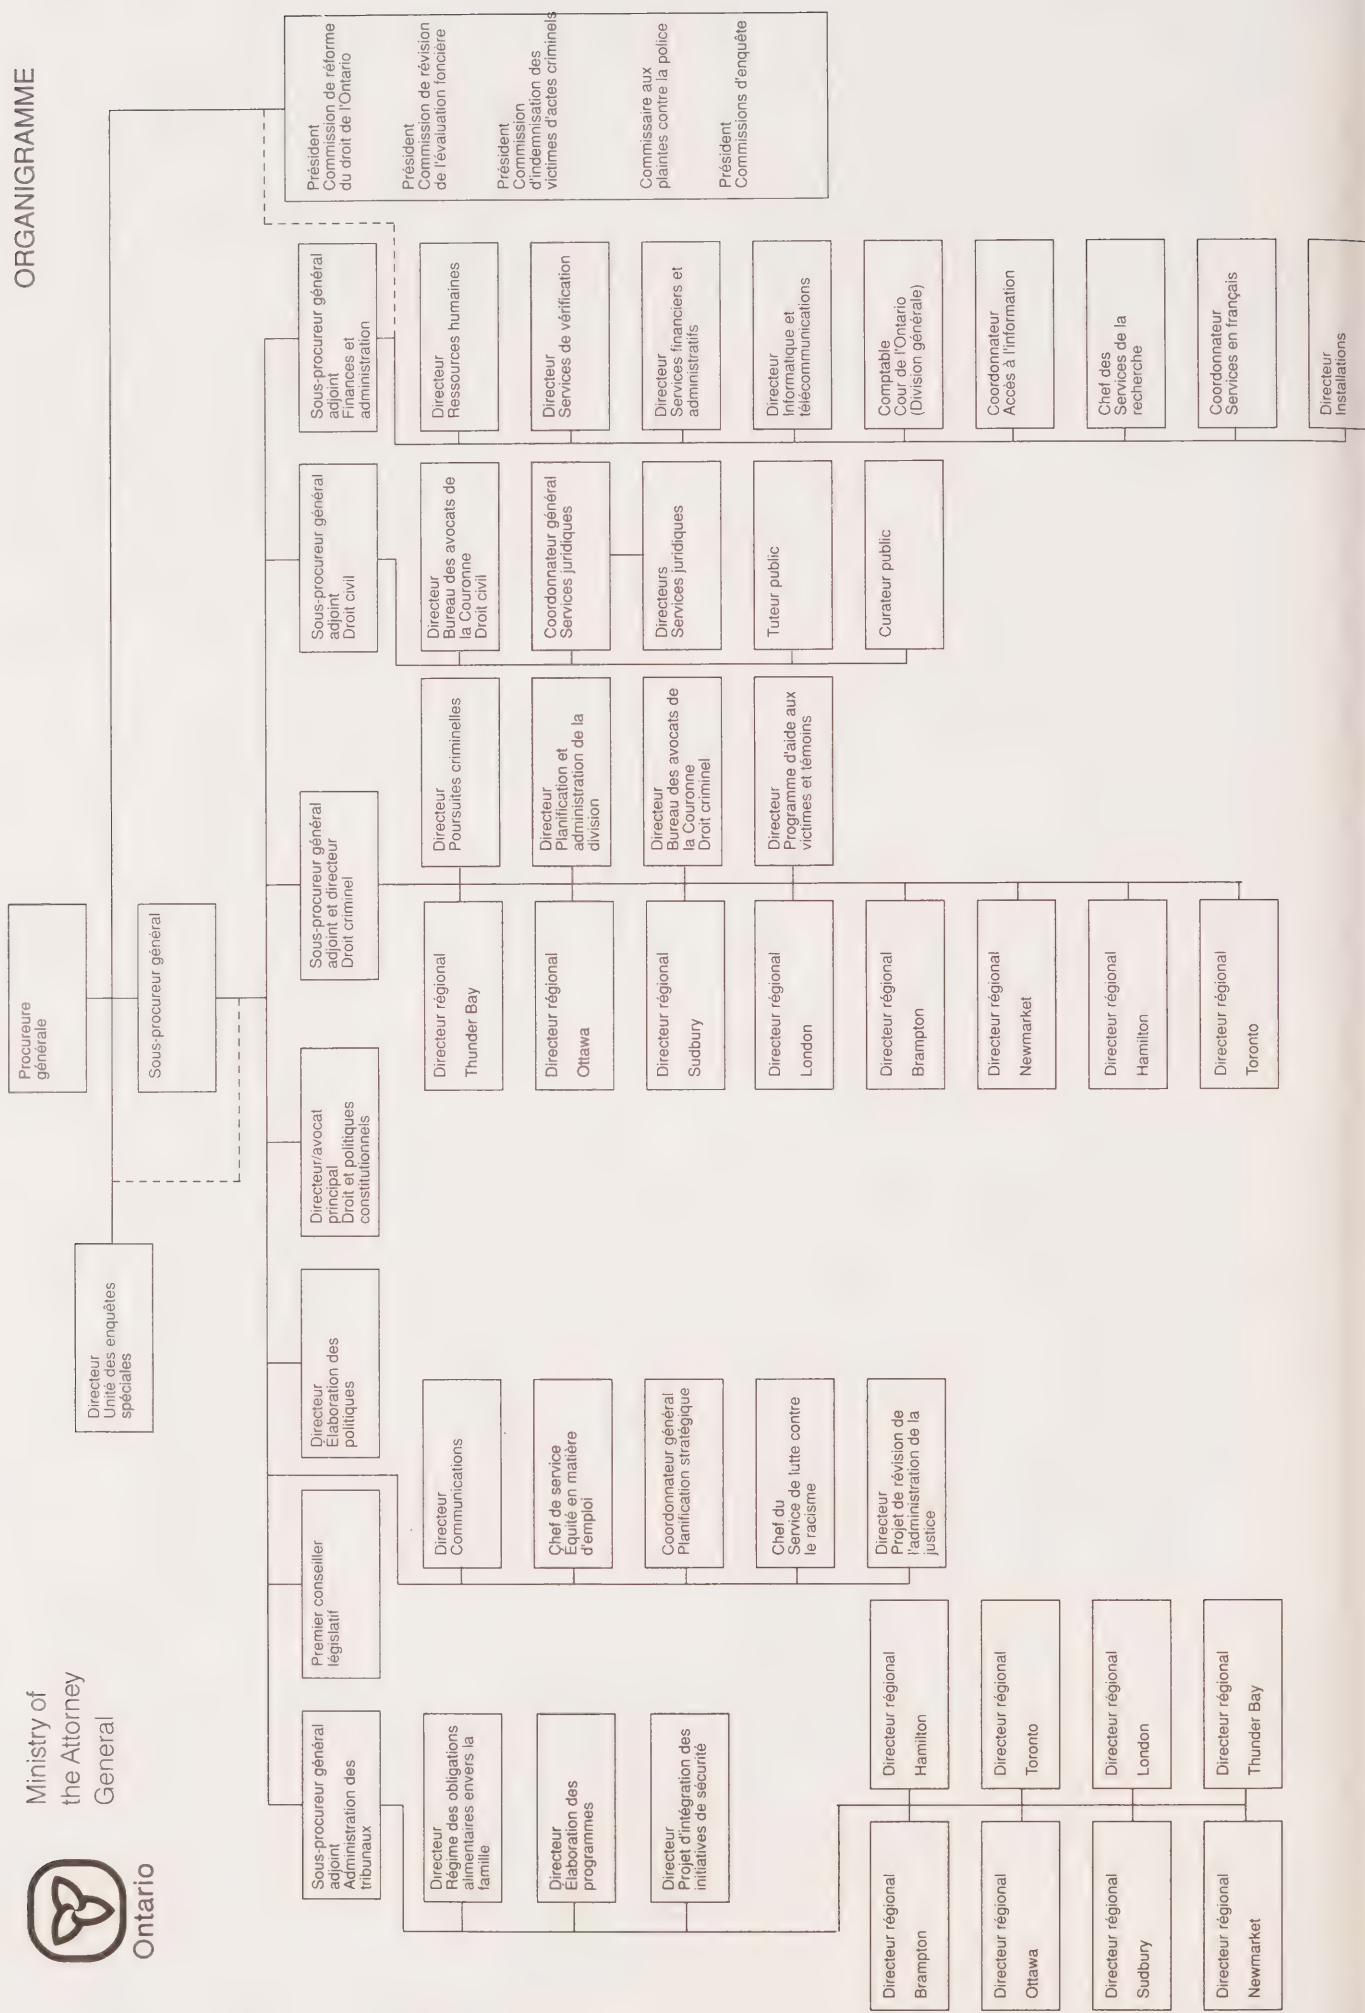 Ministry of
the Attorney
General
Ontario
ORGANIGRAMME
Procureure
générale
Sous-procureur général
Directeur
Unité des enquêtes
spéciales
Président
Commission de réforme
du droit de l'Ontario
Président
Commission de révision
de l'évaluation foncière
Président
Commission
d'indemnisation des
victimes d'actes criminels
Commissaire aux
plaintes contre la police
Président
Commissions d'enquête
Sous-procureur général
adjoint
Administration des
tribunaux
Premier conseiller
législatif
Directeur
Élaboration des
politiques
Directeur/avocat
principal
Droit et politiques
constitutionnels
Sous-procureur général
adjoint et directeur
Droit criminel
Sous-procureur général
adjoint
Droit civil
Sous-procureur général
adjoint
Finances et
administration
Directeur
Régime des obligations
alimentaires envers la
famille
Directeur
Élaboration des
programmes
Directeur
Projet d'intégration des
initiatives de sécurité
Directeur régional
Brampton
Directeur régional
Hamilton
Directeur régional
Ottawa
Directeur régional
Toronto
Directeur régional
Sudbury
Directeur régional
London
Directeur régional
Newmarket
Directeur régional
Thunder Bay
Directeur
Communications
Chef de service
Équité en matière
d'emploi
Coordonnateur général
Planification stratégique
Chef du
Service de lutte contre
le racisme
Directeur
Projet de révision de
l'administration de la
justice
Directeur régional
Thunder Bay
Directeur
Poursuites criminelles
Directeur régional
Ottawa
Directeur
Planification et
administration de la
division
Directeur régional
Sudbury
Directeur
Bureau des avocats de
la Couronne
Droit criminel
Directeur régional
London
Directeur
Programme d'aide aux
victimes et témoins
Directeur régional
Brampton
Directeur régional
Newmarket
Directeur régional
Hamilton
Directeur régional
Toronto
Directeur
Bureau des avocats de
la Couronne
Droit civil
Coordonnateur général
Services juridiques
Directeurs
Services juridiques
Tuteur public
Curateur public
Directeur
Ressources humaines
Directeur
Services de vérification
Directeur
Services financiers et
administratifs
Directeur
Informatique et
télécommunications
Comptable
Cour de l'Ontario
(Division générale)
Coordonnateur
Accès à l'information
Chef des
Services de la
recherche
Coordonnateur
Services en français
Directeur
Installations